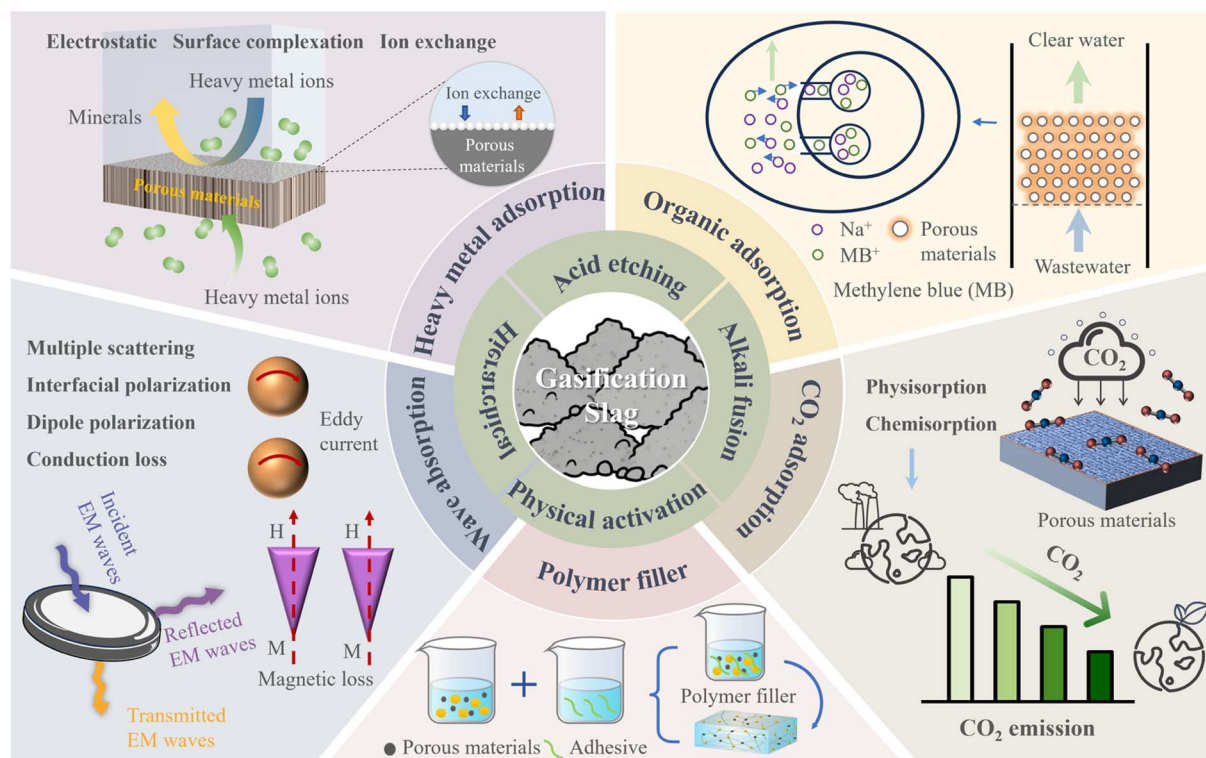 Electrostatic Surface complexation Ion exchange
Heavy metal ions
Minerals
Porous materials
Heavy metal ions
Ion exchange
Porous
materials
Clear water
Na⁺
MB⁺
Porous
materials
Methylene blue (MB)
Wastewater
Heavy metal adsorption
Organic adsorption
CO₂ adsorption
Polymer filler
Wave absorption
Acid etching
Alkali fusion
Physical activation
Hierarchical
Gasification
Slag
Multiple scattering
Interfacial polarization
Dipole polarization
Conduction loss
Eddy
current
Incident
EM waves
Reflected
EM waves
Transmitted
EM waves
H
H
M
M
Magnetic loss
Polymer filler
Porous materials
Adhesive
Physisorption
Chemisorption
CO₂
Porous materials
CO₂
CO₂ emission